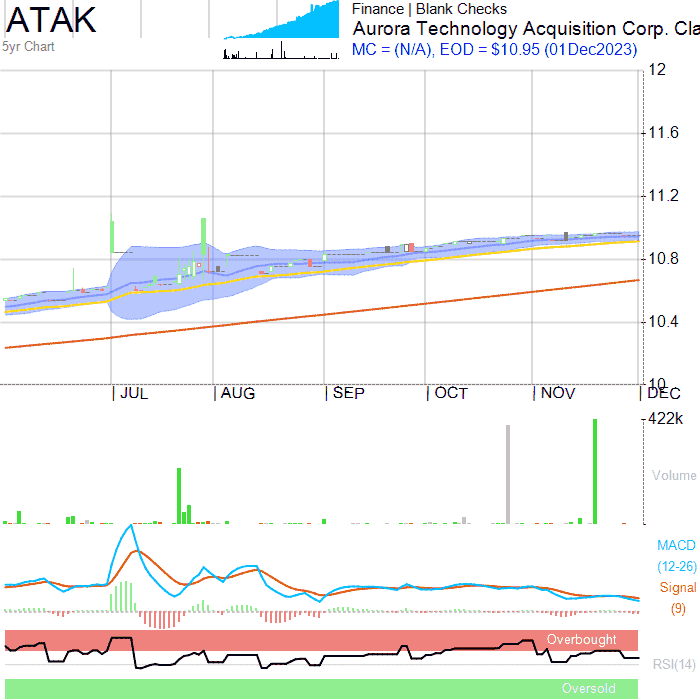 ATAK
5yr Chart
Finance | Blank Checks
Aurora Technology Acquisition Corp. Cla
MC = (N/A), EOD = $10.95 (01Dec2023)
12
11.6
11.2
10.8
10.4
10
JUL
AUG
SEP
OCT
NOV
DEC
422k
Volume
MACD
(12-26)
Signal
(9)
Overbought
RSI(14)
Oversold